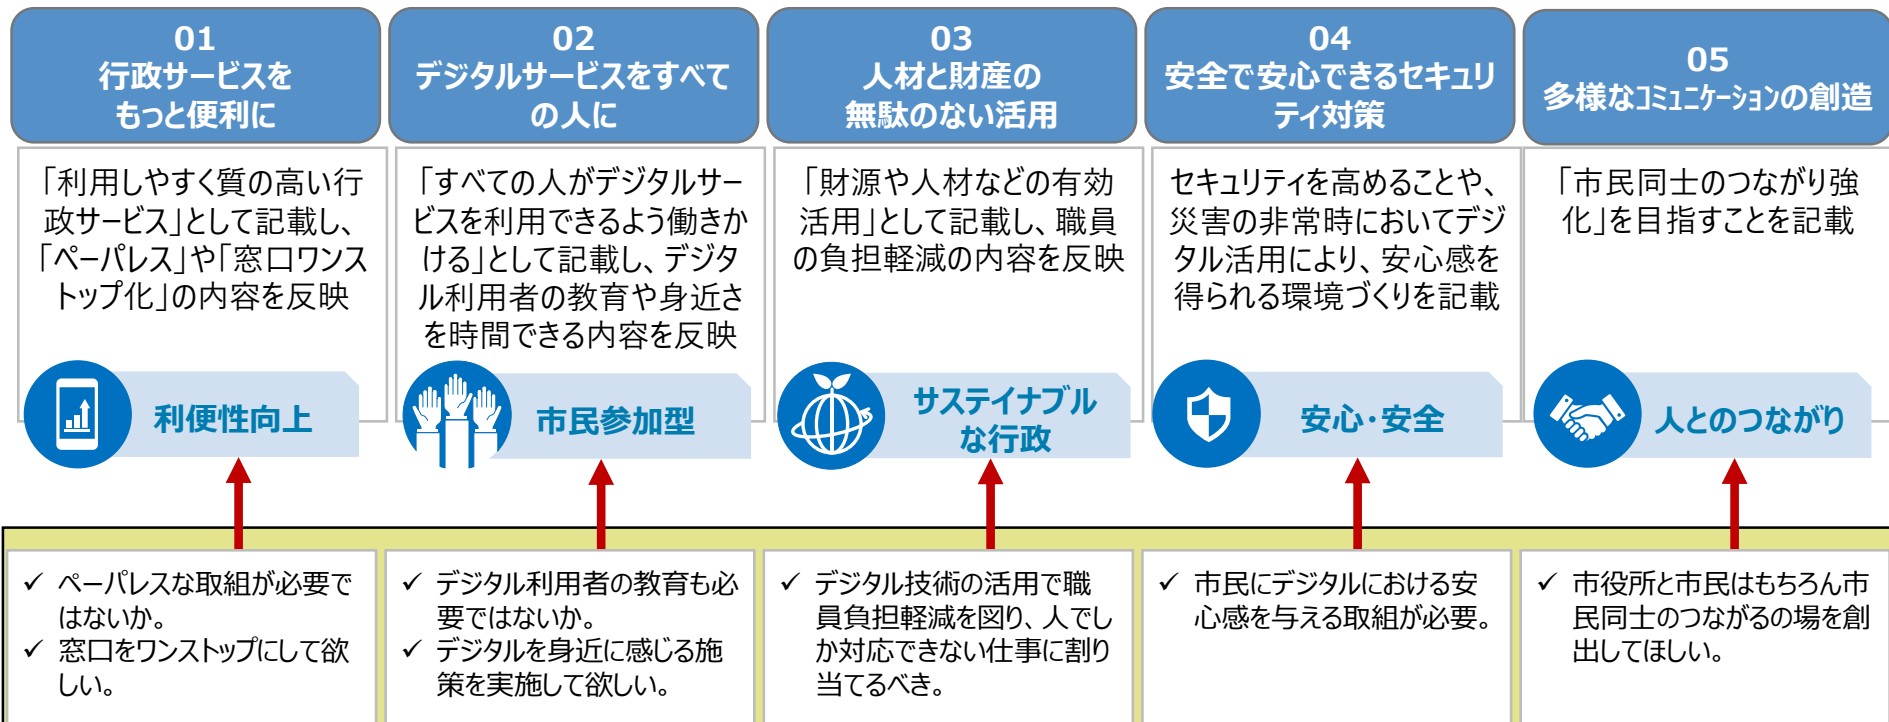 01
行政サービスを
もっと便利に
02
デジタルサービスをすべて
の人に
03
人材と財産の
無駄のない活用
04
安全で安心できるセキュリ
ティ対策
05
多様なコミュニケーションの創造
「利用しやすく質の高い行
政サービス」として記載し、
「ペーパレス」や「窓口ワンス
トップ化」の内容を反映
「すべての人がデジタルサー
ビスを利用できるよう働きか
ける」として記載し、デジタ
ル利用者の教育や身近さ
を時間できる内容を反映
「財源や人材などの有効
活用」として記載し、職員
の負担軽減の内容を反映
セキュリティを高めることや、
災害の非常時においてデジ
タル活用により、安心感を
得られる環境づくりを記載
「市民同士のつながり強
化」を目指すことを記載
利便性向上
市民参加型
サステイナブル
な行政
安心・安全
人とのつながり
✓ ペーパレスな取組が必要で
はないか。
✓ 窓口をワンストップにして欲
しい。
✓ デジタル利用者の教育も必
要ではないか。
✓ デジタルを身近に感じる施
策を実施して欲しい。
✓ デジタル技術の活用で職
員負担軽減を図り、人でし
か対応できない仕事に割り
当てるべき。
✓ 市民にデジタルにおける安
心感を与える取組が必要。
✓ 市役所と市民はもちろん市
民同士のつながるの場を創
出してほしい。